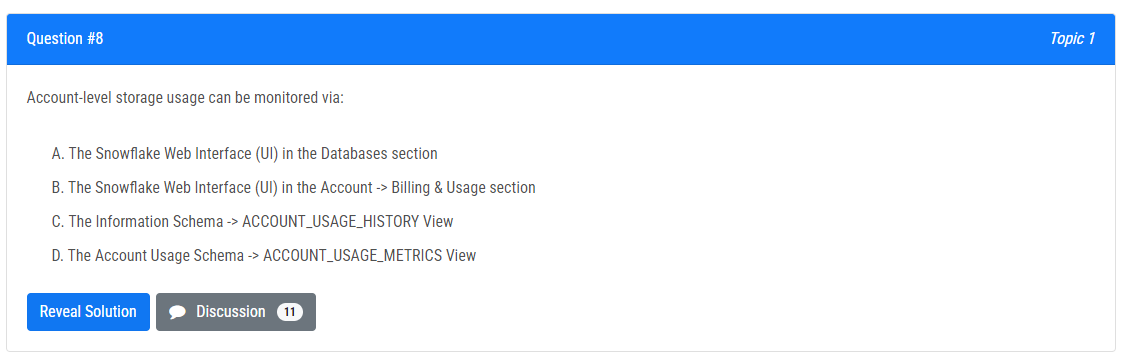 Question #8 Topic 1
Account-level storage usage can be monitored via:
A. The Snowflake Web Interface (UI) in the Databases section
B. The Snowflake Web Interface (UI) in the Account -> Billing & Usage section
C. The Information Schema -> ACCOUNT_USAGE_HISTORY View
D. The Account Usage Schema -> ACCOUNT_USAGE_METRICS View
Reveal Solution Discussion 11